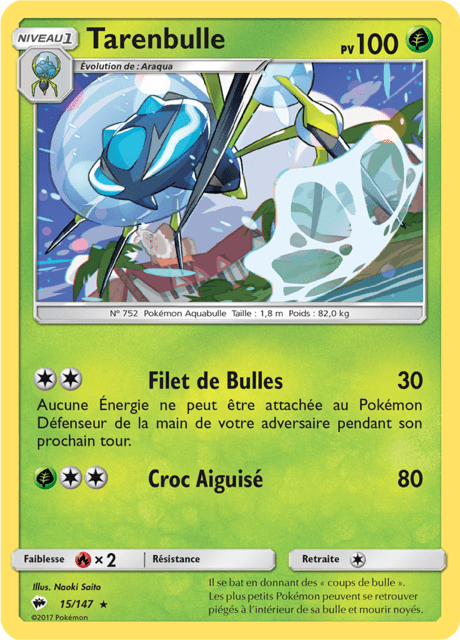 NIVEAU 1
Tarenbulle
PV 100
Évolution de : Araqua
N° 752 Pokémon Aquabulle Taille : 1,8 m Poids : 82,0 kg
Filet de Bulles 30
Aucune Énergie ne peut être attachée au Pokémon
Défenseur de la main de votre adversaire pendant son
prochain tour.
Croc Aiguisé 80
Faiblesse × 2 Résistance Retraite
Illus. Naoki Saito
15/147 ★
©2017 Pokémon
Il se bat en donnant des « coups de bulle ».
Les plus petits Pokémon peuvent se retrouver
piégés à l'intérieur de sa bulle et mourir noyés.